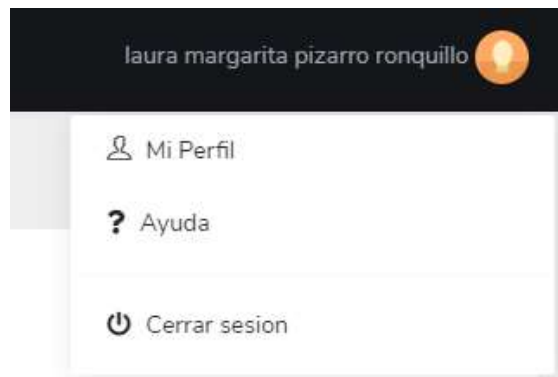 laura margarita pizarro ronquillo
Mi Perfil
? Ayuda
Cerrar sesion